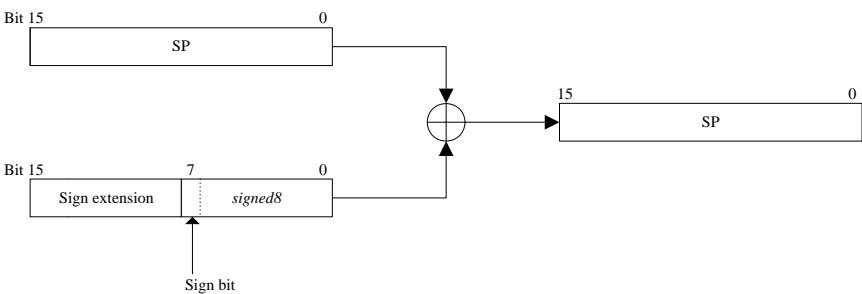 Bit 15 0
SP
15 0
SP
Bit 15 7 0
Sign extension signed8
Sign bit